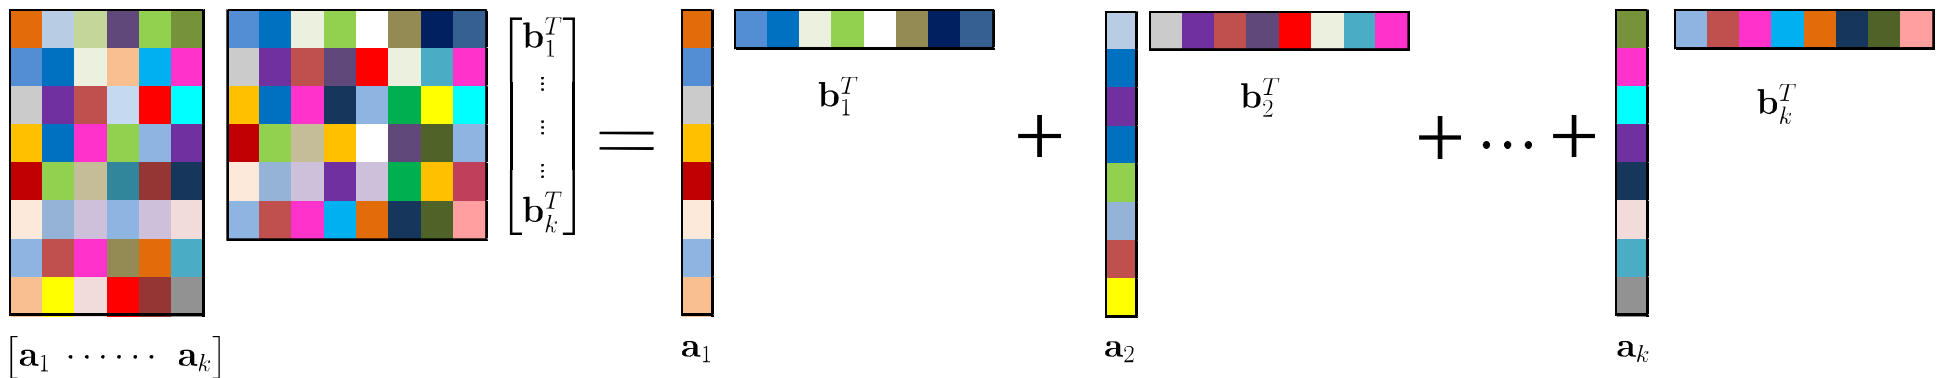 [𝐚₁ ······ 𝐚ₖ]
[𝐛₁ᵀ
⋮
⋮
⋮
𝐛ₖᵀ]
=
𝐚₁ 𝐛₁ᵀ
+
𝐚₂ 𝐛₂ᵀ
+ ··· +
𝐚ₖ 𝐛ₖᵀ